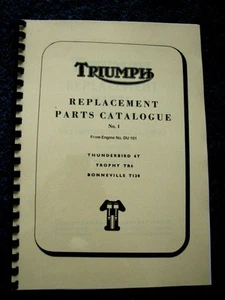 TRIUMPH
REPLACEMENT
PARTS CATALOGUE
No. 1
From Engine No. DU 101
THUNDERBIRD 6T
TROPHY TR6
BONNEVILLE T120